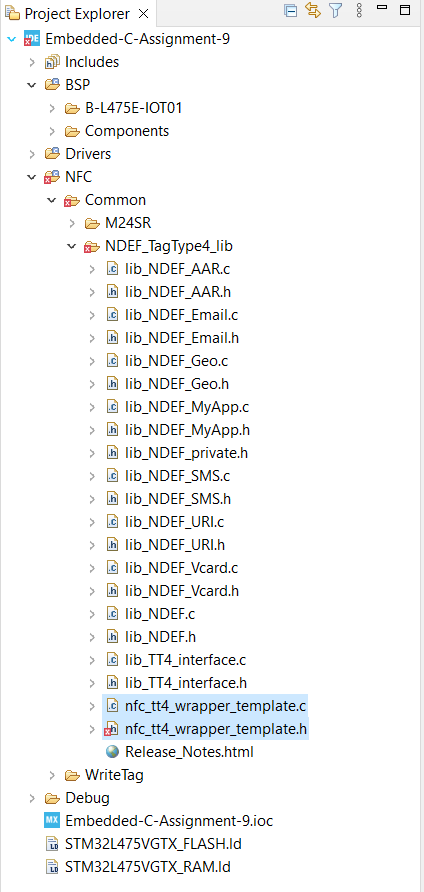 Project Explorer
Embedded-C-Assignment-9
Includes
BSP
B-L475E-IOT01
Components
Drivers
NFC
Common
M24SR
NDEF_TagType4_lib
lib_NDEF_AAR.c
lib_NDEF_AAR.h
lib_NDEF_Email.c
lib_NDEF_Email.h
lib_NDEF_Geo.c
lib_NDEF_Geo.h
lib_NDEF_MyApp.c
lib_NDEF_MyApp.h
lib_NDEF_private.h
lib_NDEF_SMS.c
lib_NDEF_SMS.h
lib_NDEF_URI.c
lib_NDEF_URI.h
lib_NDEF_Vcard.c
lib_NDEF_Vcard.h
lib_NDEF.c
lib_NDEF.h
lib_TT4_interface.c
lib_TT4_interface.h
nfc_tt4_wrapper_template.c
nfc_tt4_wrapper_template.h
Release_Notes.html
WriteTag
Debug
MX Embedded-C-Assignment-9.ioc
STM32L475VGTX_FLASH.ld
STM32L475VGTX_RAM.ld